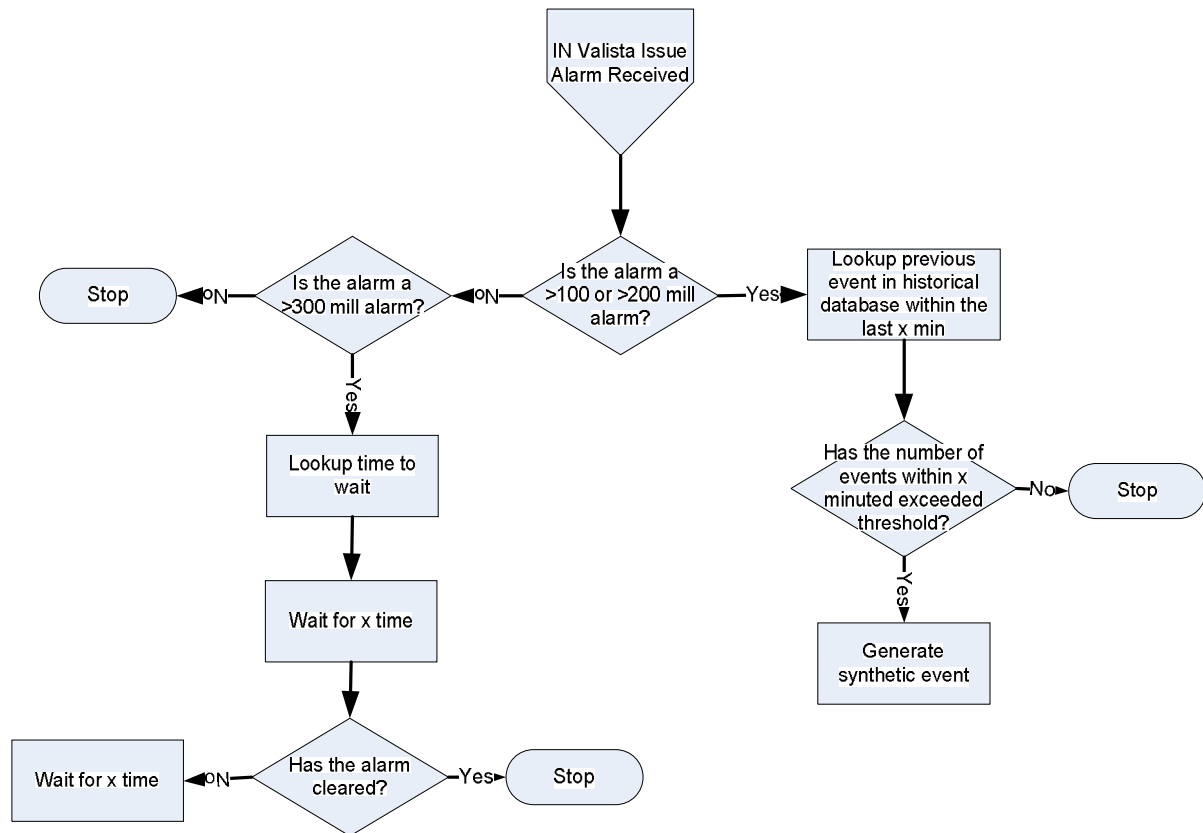 IN Valista Issue
Alarm Received
Is the alarm a
>100 or >200 mill
alarm?
No
Yes
Is the alarm a
>300 mill alarm?
No
Stop
Lookup previous
event in historical
database within the
last x min
Yes
Lookup time to
wait
Has the number of
events within x
minuted exceeded
threshold?
No
Stop
Yes
Wait for x time
Generate
synthetic event
Has the alarm
cleared?
No
Wait for x time
Yes
Stop